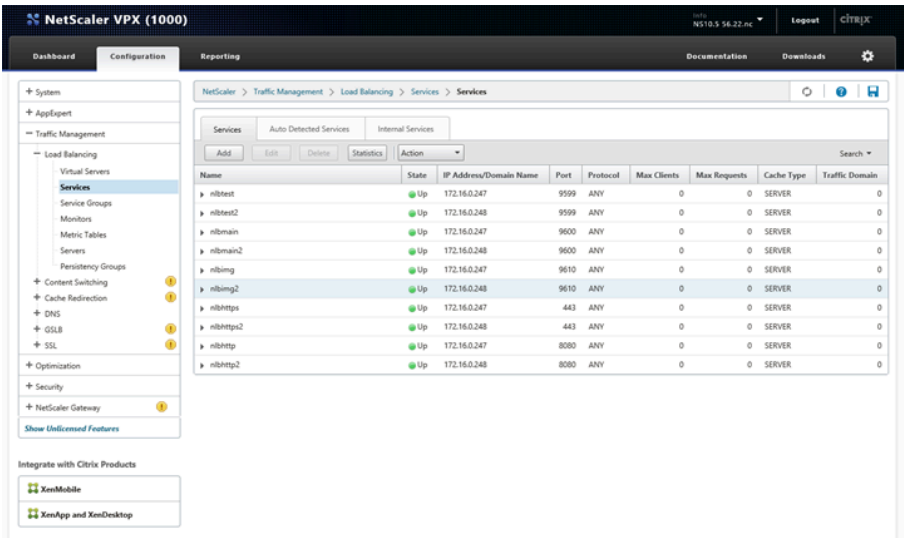 NetScaler VPX (1000)
Info
NS10.5 56.22.nc
Logout
CITRIX
Dashboard Configuration Reporting Documentation Downloads
+ System
+ AppExpert
− Traffic Management
− Load Balancing
Virtual Servers
Services
Service Groups
Monitors
Metric Tables
Servers
Persistency Groups
+ Content Switching
+ Cache Redirection
+ DNS
+ GSLB
+ SSL
+ Optimization
+ Security
+ NetScaler Gateway
Show Unlicensed Features
Integrate with Citrix Products
XenMobile
XenApp and XenDesktop
NetScaler > Traffic Management > Load Balancing > Services > Services
Services Auto Detected Services Internal Services
Add Edit Delete Statistics Action Search
Name State IP Address/Domain Name Port Protocol Max Clients Max Requests Cache Type Traffic Domain
nlbtest Up 172.16.0.247 9599 ANY 0 0 SERVER 0
nlbtest2 Up 172.16.0.248 9599 ANY 0 0 SERVER 0
nlbmain Up 172.16.0.247 9600 ANY 0 0 SERVER 0
nlbmain2 Up 172.16.0.248 9600 ANY 0 0 SERVER 0
nlbimg Up 172.16.0.247 9610 ANY 0 0 SERVER 0
nlbimg2 Up 172.16.0.248 9610 ANY 0 0 SERVER 0
nlbhttps Up 172.16.0.247 443 ANY 0 0 SERVER 0
nlbhttps2 Up 172.16.0.248 443 ANY 0 0 SERVER 0
nlbhttp Up 172.16.0.247 8080 ANY 0 0 SERVER 0
nlbhttp2 Up 172.16.0.248 8080 ANY 0 0 SERVER 0